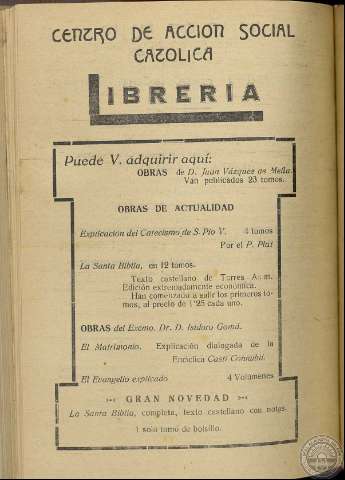 CENTRO DE ACCION SOCIAL
CATOLICA
LIBRERIA
Puede V. adquirir aquí:
OBRAS de D. Juan Vázquez de Mella.
Van publicados 23 tomos.
OBRAS DE ACTUALIDAD
Explicación del Catecismo de S. Pío V. 4 tomos
Por el P. Plat
La Santa Biblia, en 12 tomos.
Texto castellano de Torres
Edición extremadamente económica.
Han comenzado a salir los primeros to-
mos, al precio de 1'25 cada uno.
OBRAS del Excmo. Dr. D. Isidoro Gomá.
El Matrimonio. Explicación dialogada de la
Encíclica Casti Connubii.
El Evangelio explicado 4 Volúmenes
GRAN NOVEDAD
La Santa Biblia, completa, texto castellano con notas.
1 solo tomo de bolsillo.